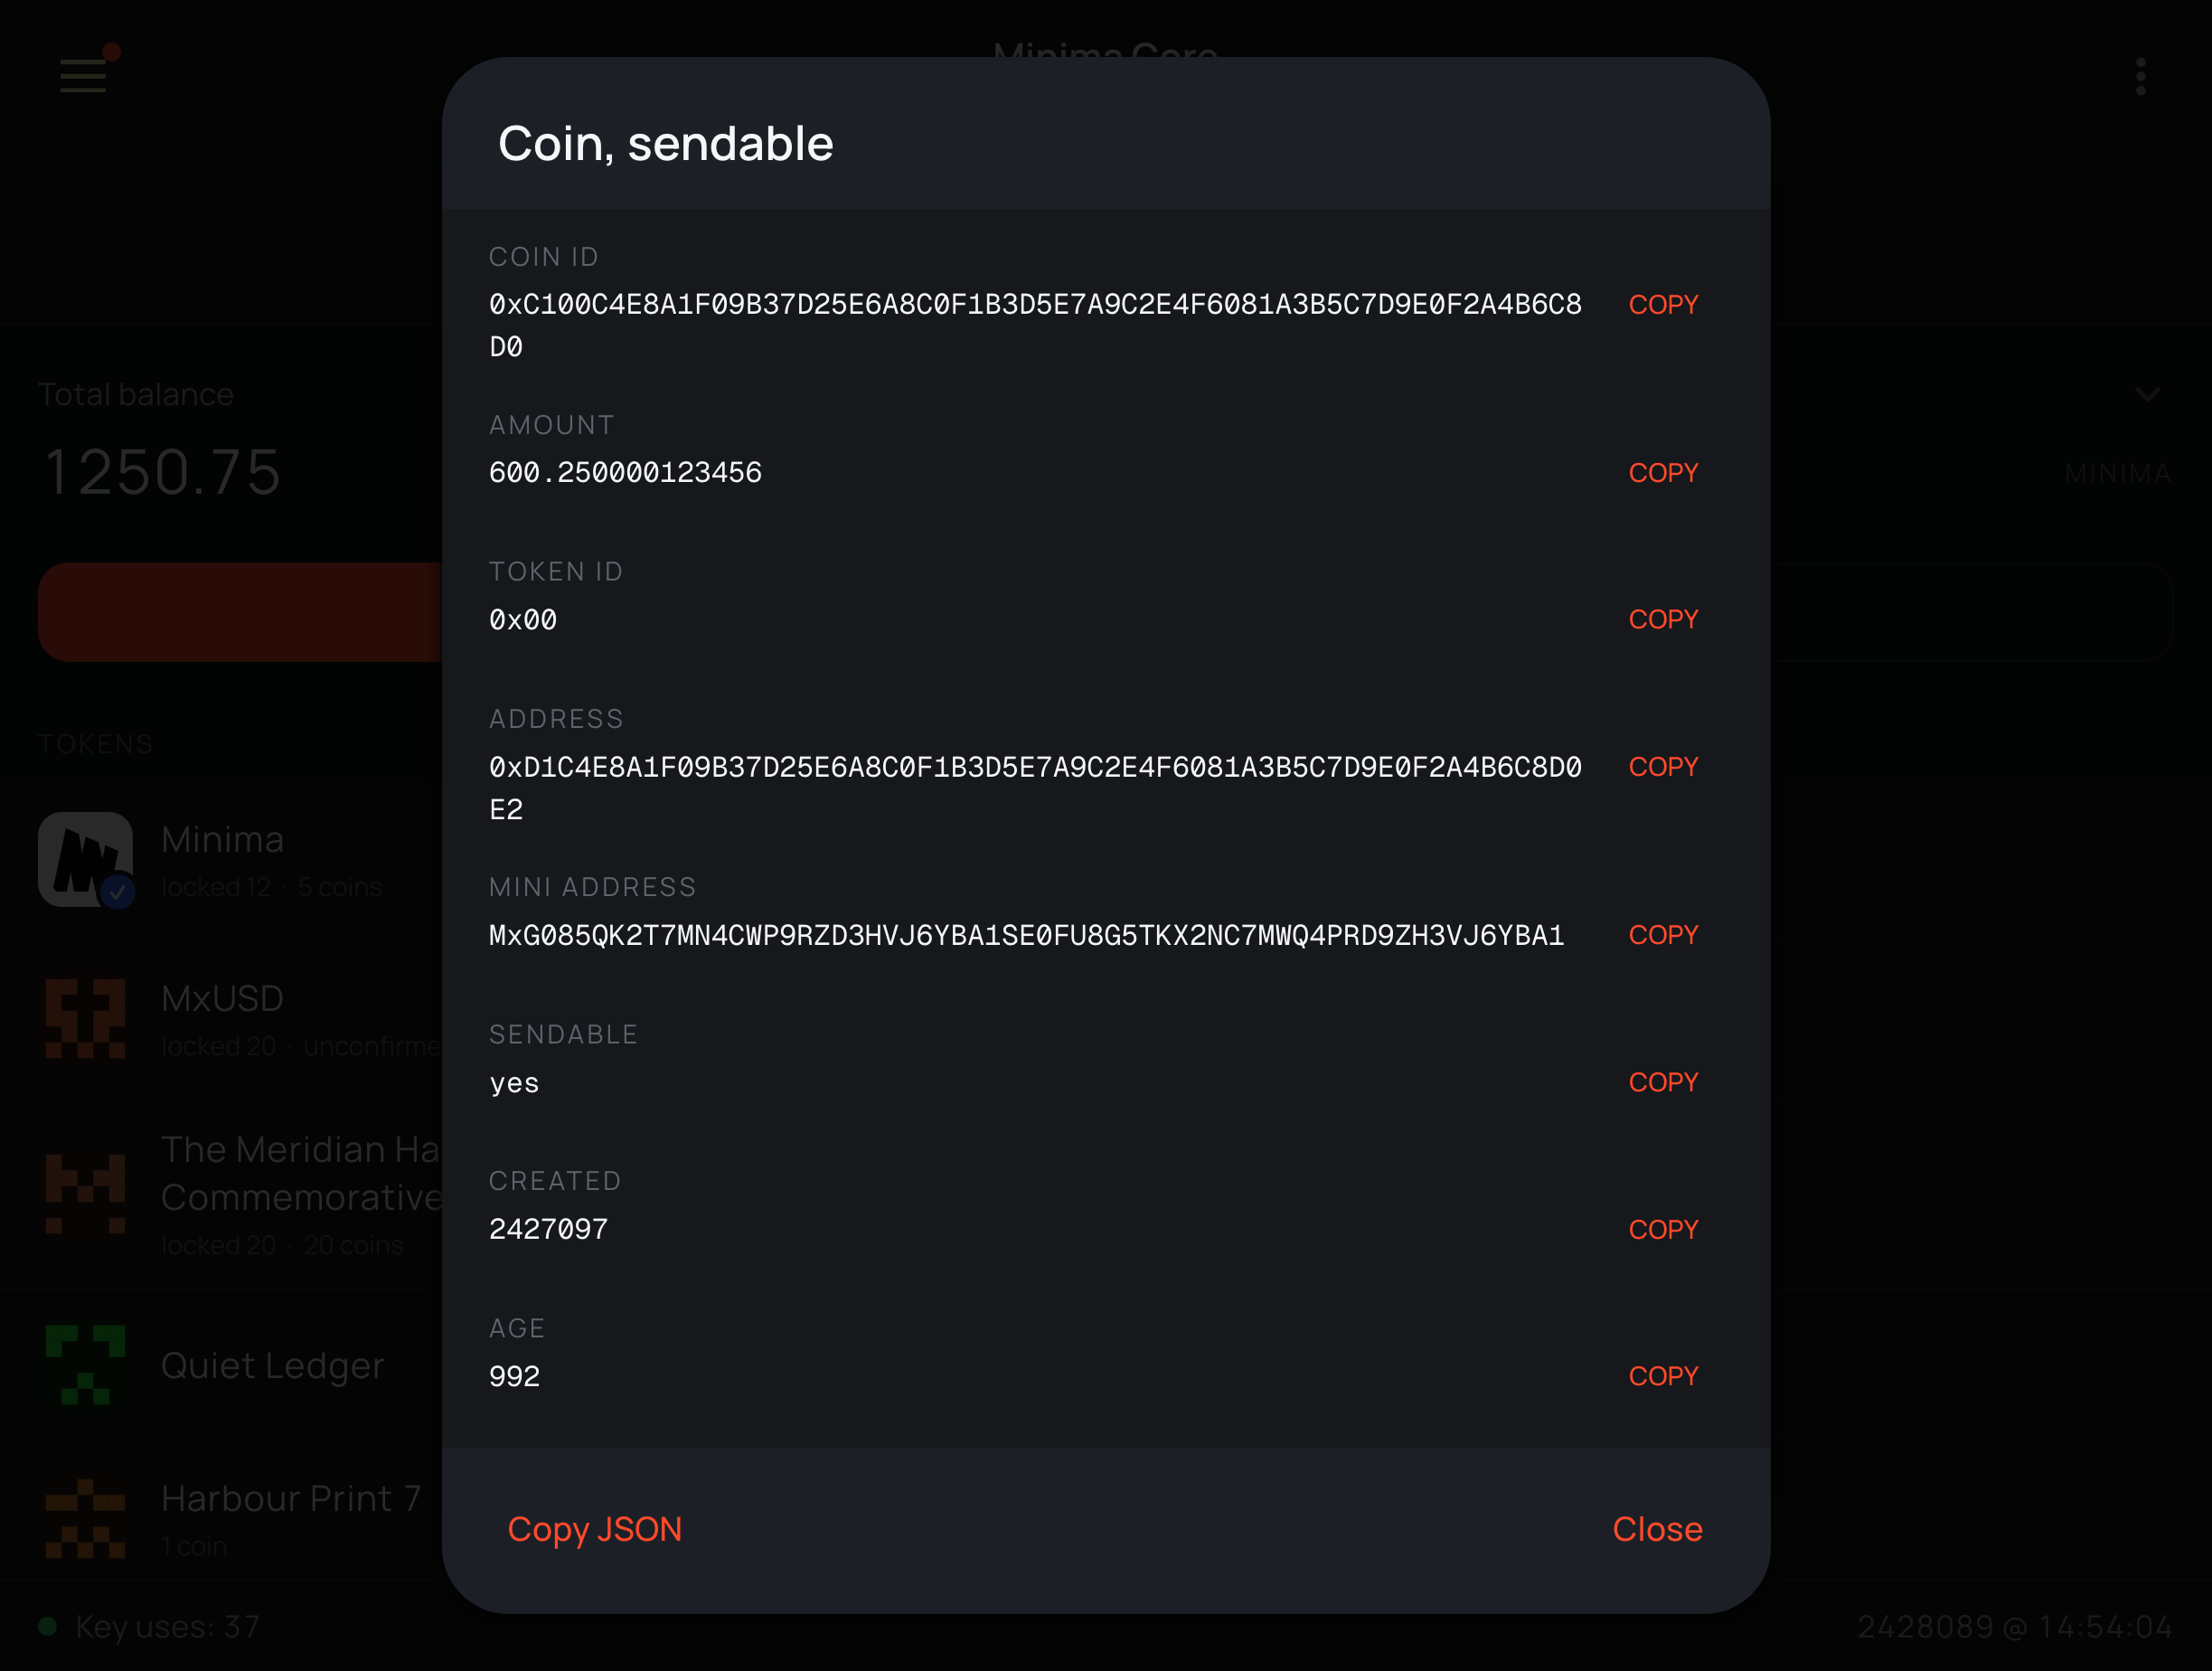 Minima Core
Coin, sendable
COIN ID
0xC100C4E8A1F09B37D25E6A8C0F1B3D5E7A9C2E4F6081A3B5C7D9E0F2A4B6C8
D0
COPY
AMOUNT
600.250000123456
COPY
TOKEN ID
0x00
COPY
ADDRESS
0xD1C4E8A1F09B37D25E6A8C0F1B3D5E7A9C2E4F6081A3B5C7D9E0F2A4B6C8D0
E2
COPY
MINI ADDRESS
MxG085QK2T7MN4CWP9RZD3HVJ6YBA1SE0FU8G5TKX2NC7MWQ4PRD9ZH3VJ6YBA1
COPY
SENDABLE
yes
COPY
CREATED
2427097
COPY
AGE
992
COPY
Copy JSON
Close
Total balance
1250.75
MINIMA
TOKENS
Minima
locked 12 · 5 coins
MxUSD
locked 20 · unconfirme
The Meridian Ha
Commemorative
locked 20 · 20 coins
Quiet Ledger
Harbour Print 7
1 coin
Key uses: 37
2428089 @ 14:54:04